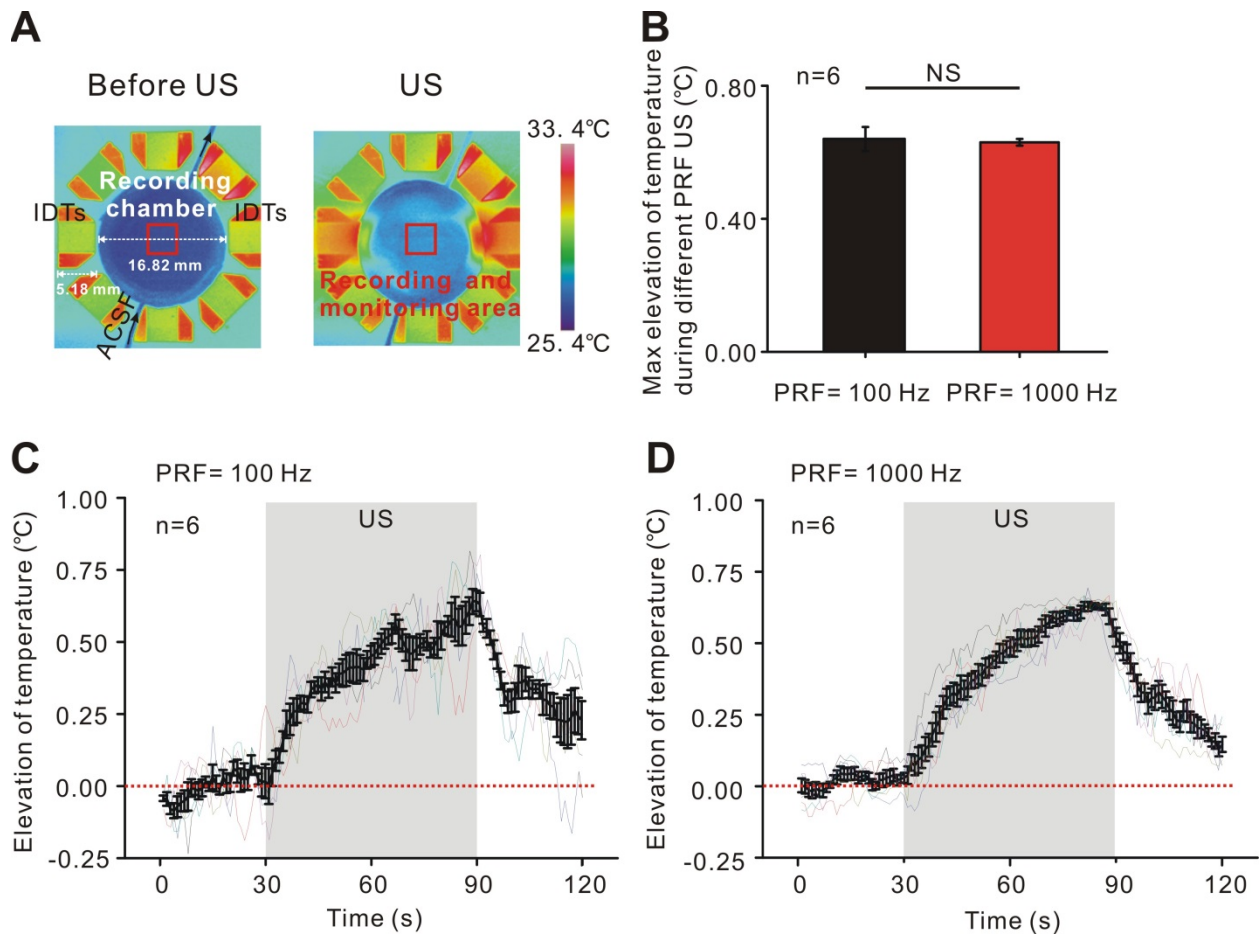 A
Before US
US
33. 4℃
Recording
chamber
IDTs
IDTs
16.82 mm
5.18 mm
ACSF
Recording and
monitoring area
25. 4℃
B
Max elevation of temperature
during different PRF US (℃)
n=6
NS
0.80
0.40
0.00
PRF= 100 Hz
PRF= 1000 Hz
C
PRF= 100 Hz
n=6
US
Elevation of temperature (℃)
1.00
0.75
0.50
0.25
0.00
-0.25
0
30
60
90
120
Time (s)
D
PRF= 1000 Hz
n=6
US
Elevation of temperature (℃)
1.00
0.75
0.50
0.25
0.00
-0.25
0
30
60
90
120
Time (s)